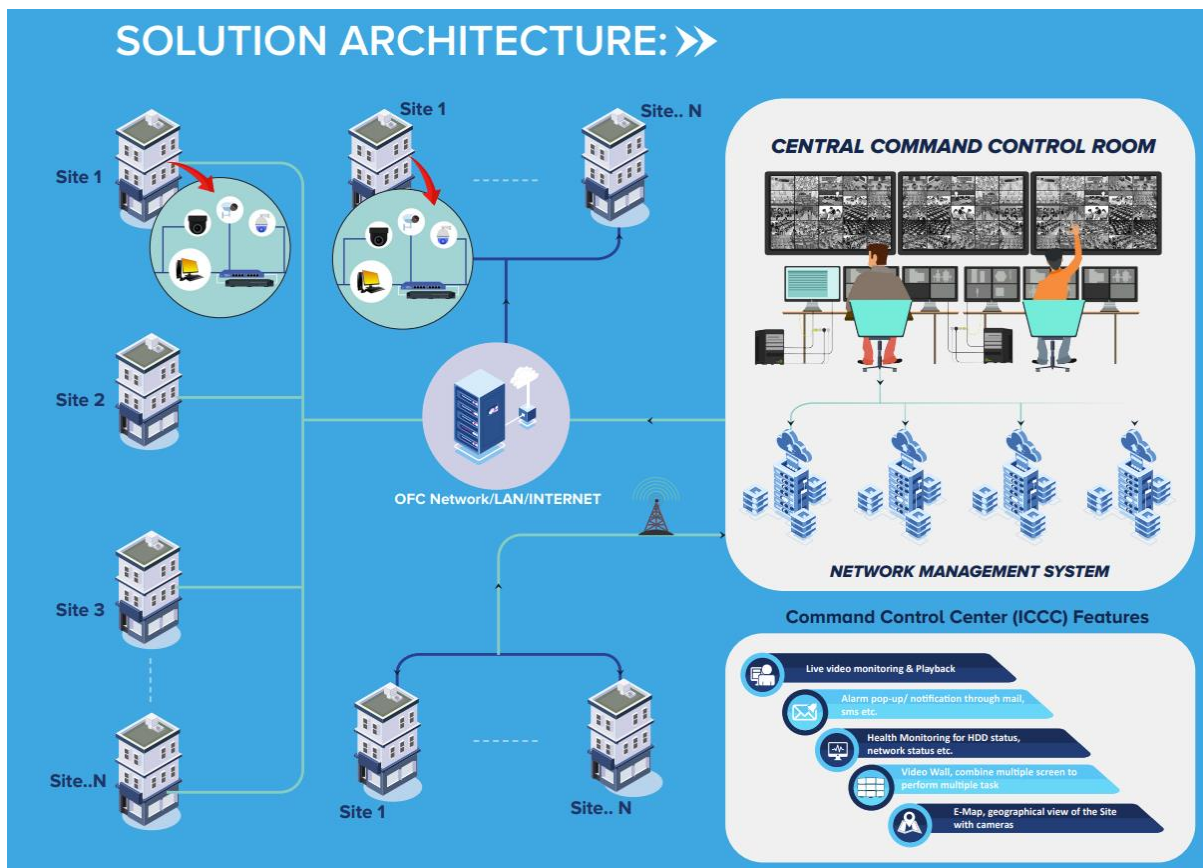 SOLUTION ARCHITECTURE:
Site 1
Site 1
Site.. N
Site 2
Site 3
Site..N
OFC Network/LAN/INTERNET
Site 1
Site.. N
CENTRAL COMMAND CONTROL ROOM
NETWORK MANAGEMENT SYSTEM
Command Control Center (ICCC) Features
Live video monitoring & Playback
Alarm pop-up/ notification through mail,
sms etc.
Health Monitoring for HDD status,
network status etc.
Video Wall, combine multiple screen to
perform multiple task
E-Map, geographical view of the Site
with cameras